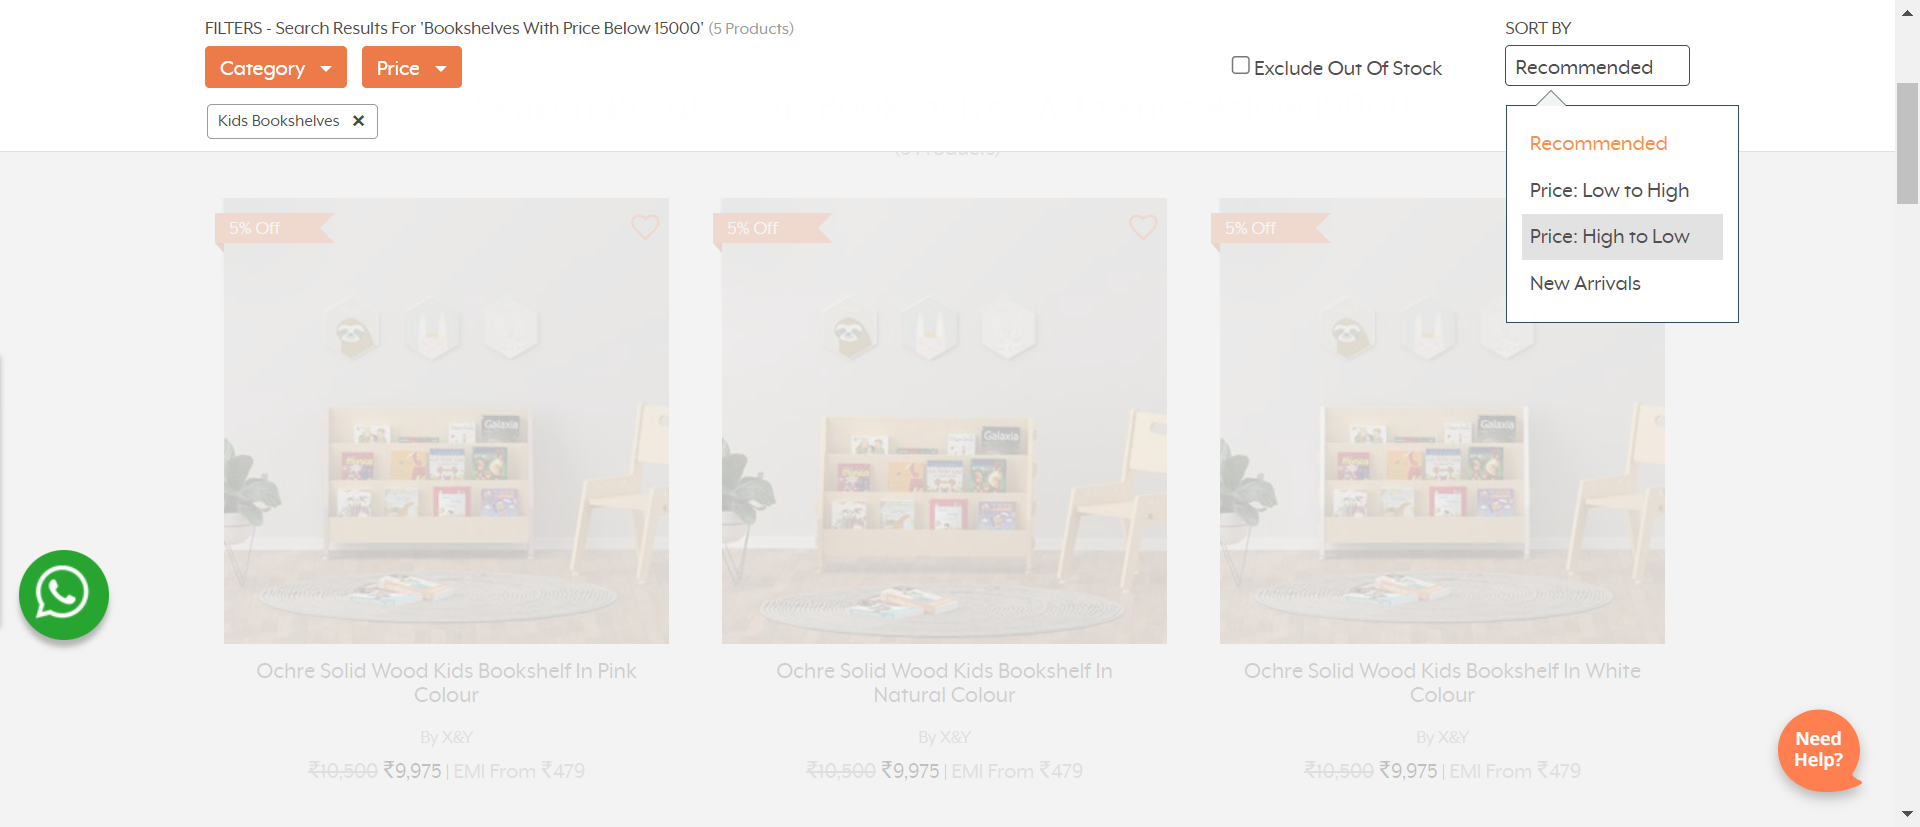 FILTERS - Search Results For 'Bookshelves With Price Below 15000' (5 Products)
SORT BY
Category
Price
Exclude Out Of Stock
Recommended
Kids Bookshelves ×
(5 Products)
Recommended
Price: Low to High
Price: High to Low
New Arrivals
5% Off
5% Off
5% Off
Galaxia
Galaxia
Galaxia
Ochre Solid Wood Kids Bookshelf In Pink
Colour
By X&Y
₹10,500 ₹9,975 | EMI From ₹479
Ochre Solid Wood Kids Bookshelf In
Natural Colour
By X&Y
₹10,500 ₹9,975 | EMI From ₹479
Ochre Solid Wood Kids Bookshelf In White
Colour
By X&Y
₹10,500 ₹9,975 | EMI From ₹479
Need
Help?